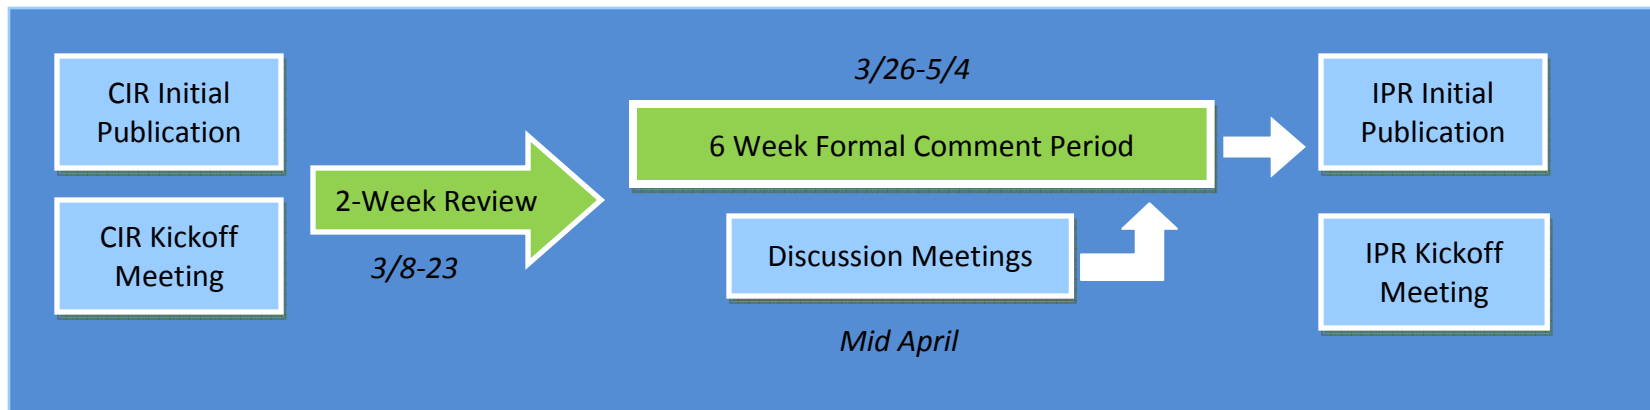 CIR Initial
Publication
CIR Kickoff
Meeting
2-Week Review
3/8-23
3/26-5/4
6 Week Formal Comment Period
Discussion Meetings
Mid April
IPR Initial
Publication
IPR Kickoff
Meeting